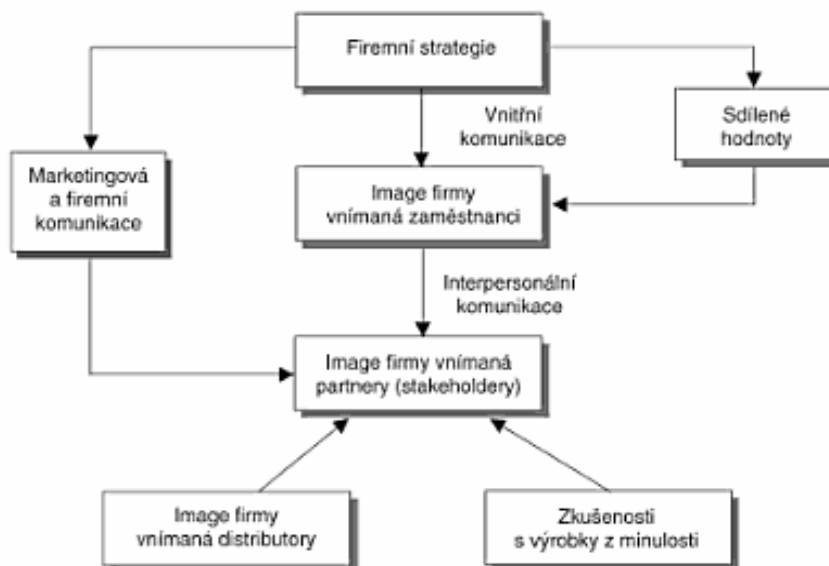 Firemní strategie
Vnitřní
komunikace
Sdílené
hodnoty
Marketingová
a firemní
komunikace
Image firmy
vnímaná zaměstnanci
Interpersonální
komunikace
Image firmy vnímaná
partnery (stakeholdery)
Image firmy
vnímaná distributory
Zkušenosti
s výrobky z minulosti